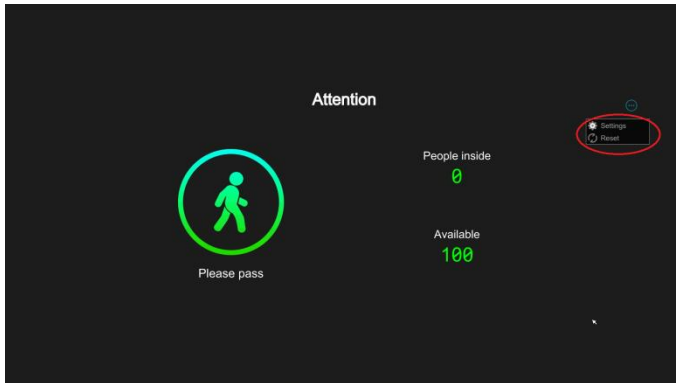 Attention
Settings
Reset
People inside
0
Available
100
Please pass